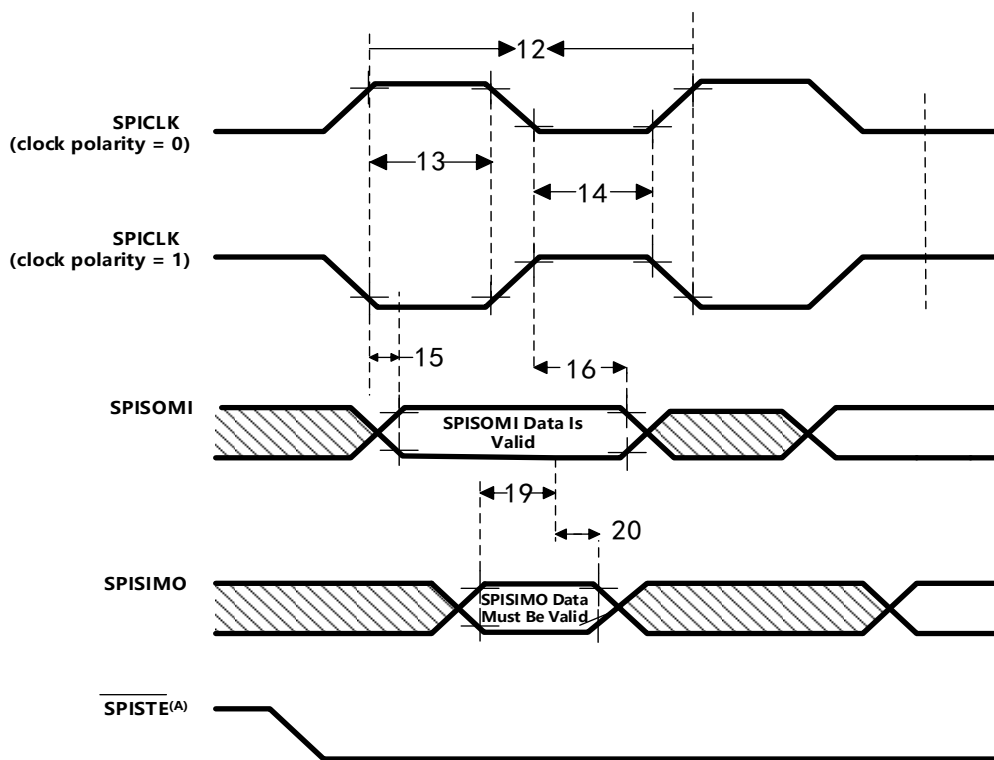 12
SPICLK
(clock polarity = 0)
13
14
SPICLK
(clock polarity = 1)
15
16
SPISOMI
SPISOMI Data Is
Valid
19
20
SPISIMO
SPISIMO Data
Must Be Valid
SPISTE(A)